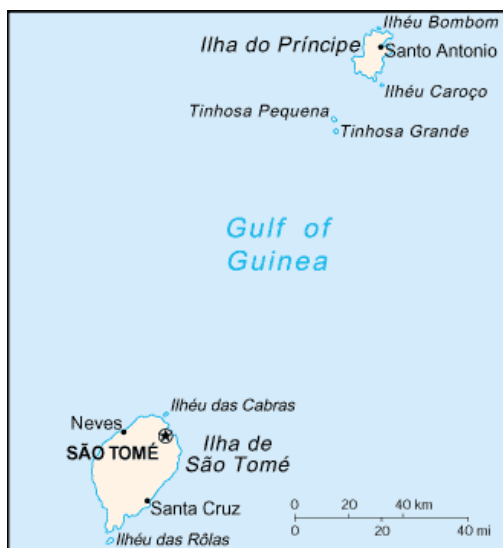 Ilhéu Bombom
Ilha do Príncipe
Santo Antonio
Ilhéu Caroço
Tinhosa Pequena
Tinhosa Grande
Gulf of
Guinea
Ilhéu das Cabras
Neves
Ilha de
São Tomé
SÃO TOMÉ
Santa Cruz
Ilhéu das Rôlas
0 20 40 km
0 20 40 mi